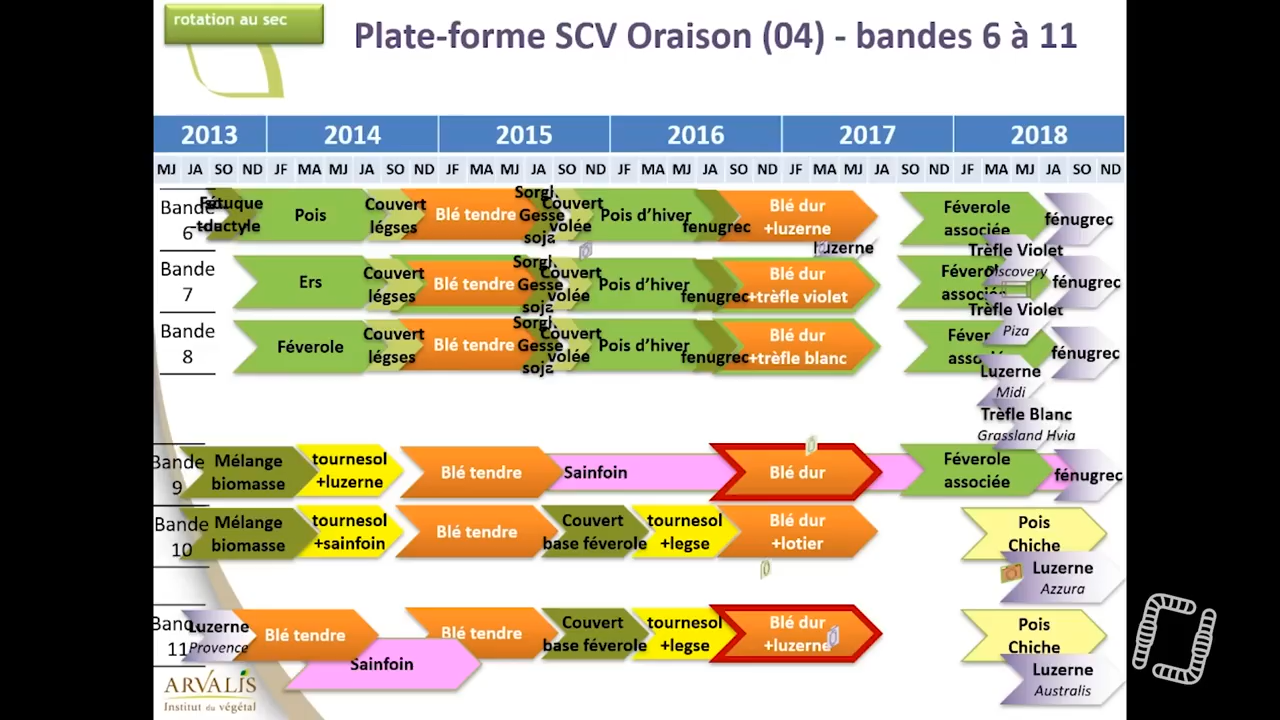 rotation au sec
Plate-forme SCV Oraison (04) - bandes 6 à 11
2013 2014 2015 2016 2017 2018
MJ JA SO ND JF MA MJ JA SO ND JF MA MJ JA SO ND JF MA MJ JA SO ND JF MA MJ JA SO ND JF MA MJ JA SO ND
Bande 6
Fétuque
Pois
Couvert légses
Blé tendre
Gesse
soja
Couvert volée
Pois d'hiver
fenugrec
Blé dur +luzerne
luzerne
Féverole associée
fénugrec
Trèfle Violet
Discovery
Bande 7
Ers
Couvert légses
Blé tendre
Gesse
soja
Couvert volée
Pois d'hiver
fenugrec
Blé dur +trèfle violet
fénugrec
Trèfle Violet
Piza
Bande 8
Féverole
Couvert légses
Blé tendre
Gesse
soja
Couvert volée
Pois d'hiver
fenugrec
Blé dur +trèfle blanc
fénugrec
Luzerne
Midi
Trèfle Blanc
Grassland Hvia
Bande 9
Mélange biomasse
tournesol +luzerne
Blé tendre
Sainfoin
Blé dur
Féverole associée
fénugrec
Bande 10
Mélange biomasse
tournesol +sainfoin
Blé tendre
Couvert base féverole
tournesol +legse
Blé dur +lotier
Pois Chiche
Luzerne
Azzura
11
Luzerne
Provence
Blé tendre
Sainfoin
Blé tendre
Couvert base féverole
tournesol +legse
Blé dur +luzerne
Pois Chiche
Luzerne
Australis
ARVALIS
Institut du végétal